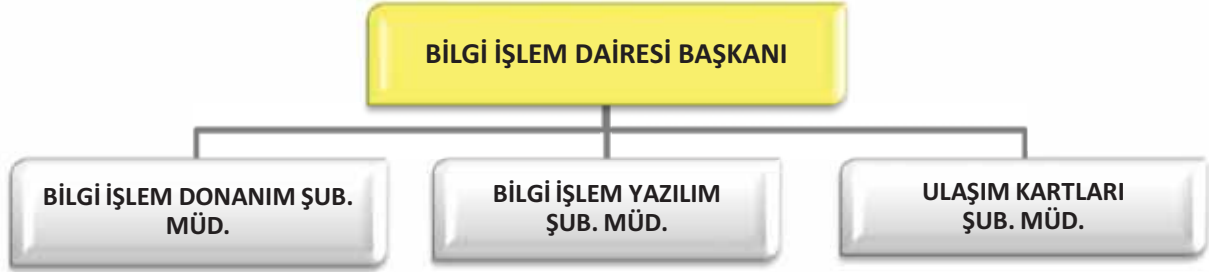 BİLGİ İŞLEM DAİRESİ BAŞKANI
BİLGİ İŞLEM DONANIM ŞUB.
MÜD.
BİLGİ İŞLEM YAZILIM
ŞUB. MÜD.
ULAŞIM KARTLARI
ŞUB. MÜD.